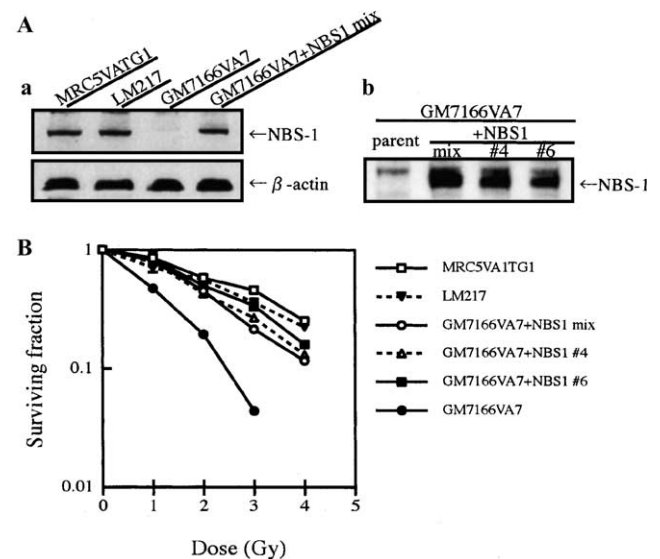 A
a
MRC5VATG1
LM217
GM7166VA7
GM7166VA7+NBS1 mix
←NBS-1
←β-actin
b
GM7166VA7
parent
+NBS1
mix #4 #6
←NBS-1
B
Surviving fraction
1
0.1
0.01
0 1 2 3 4 5
Dose (Gy)
MRC5VA1TG1
LM217
GM7166VA7+NBS1 mix
GM7166VA7+NBS1 #4
GM7166VA7+NBS1 #6
GM7166VA7